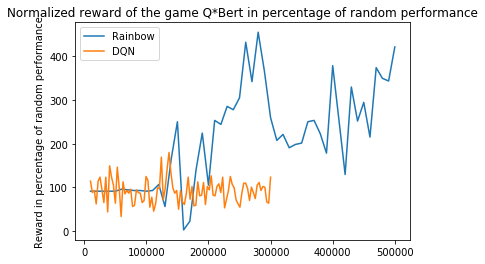 Normalized reward of the game Q*Bert in percentage of random performance
Reward in percentage of random performance
Rainbow
DQN
400
300
200
100
0
0
100000
200000
300000
400000
500000